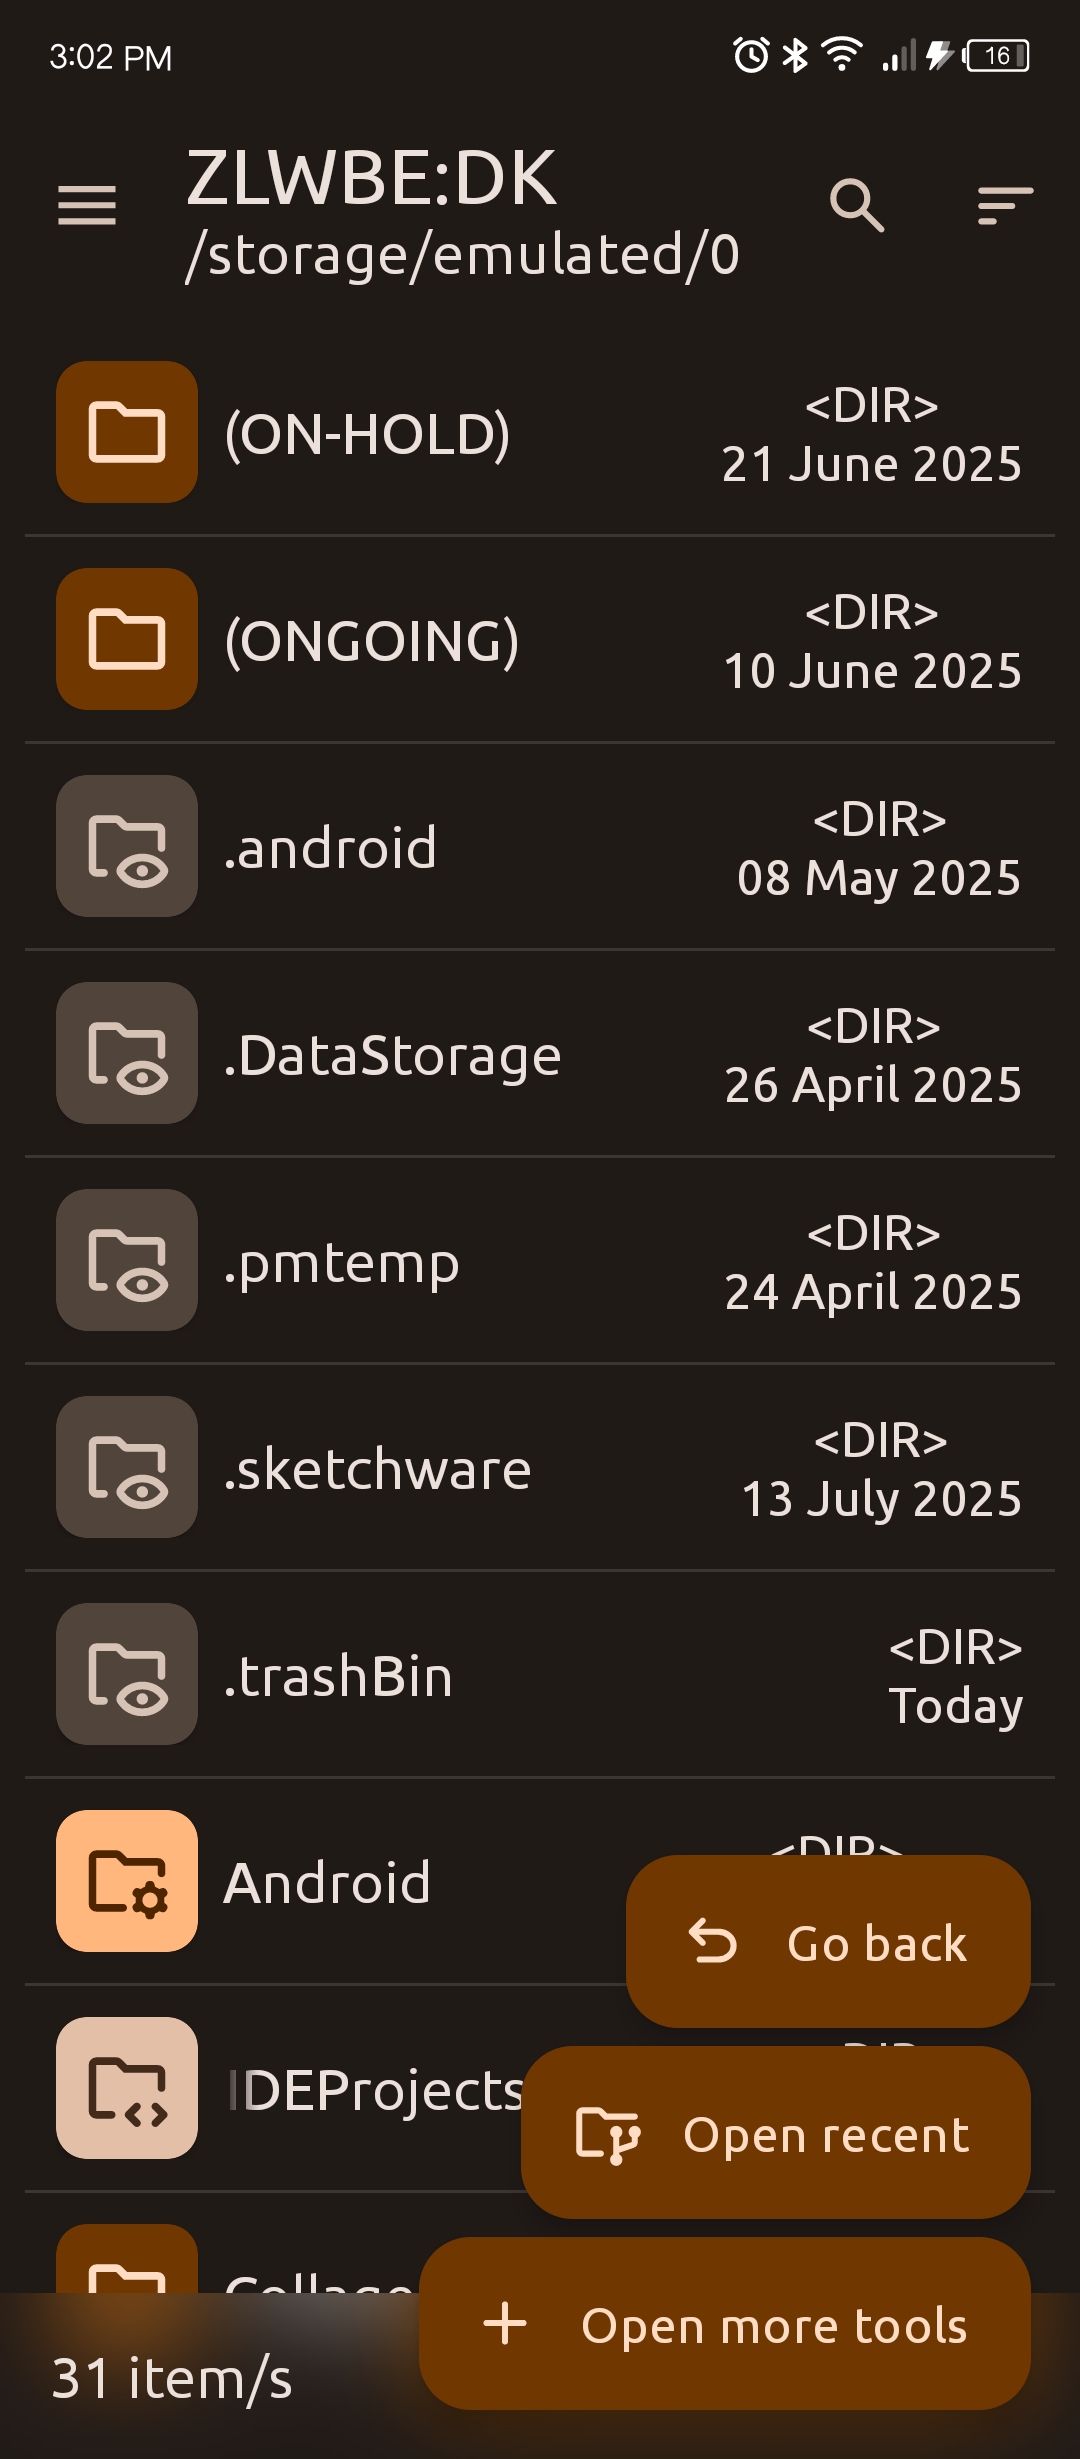 3:02 PM
16
ZLWBE:DK
/storage/emulated/0
(ON-HOLD)
<DIR>
21 June 2025
(ONGOING)
<DIR>
10 June 2025
.android
<DIR>
08 May 2025
.DataStorage
<DIR>
26 April 2025
.pmtemp
<DIR>
24 April 2025
.sketchware
<DIR>
13 July 2025
.trashBin
<DIR>
Today
Android
<DIR>
Go back
IDEProjects
Open recent
Open more tools
31 item/s